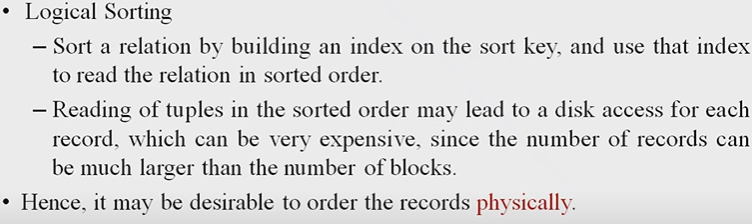 • Logical Sorting
– Sort a relation by building an index on the sort key, and use that index
to read the relation in sorted order.
– Reading of tuples in the sorted order may lead to a disk access for each
record, which can be very expensive, since the number of records can
be much larger than the number of blocks.
• Hence, it may be desirable to order the records physically.